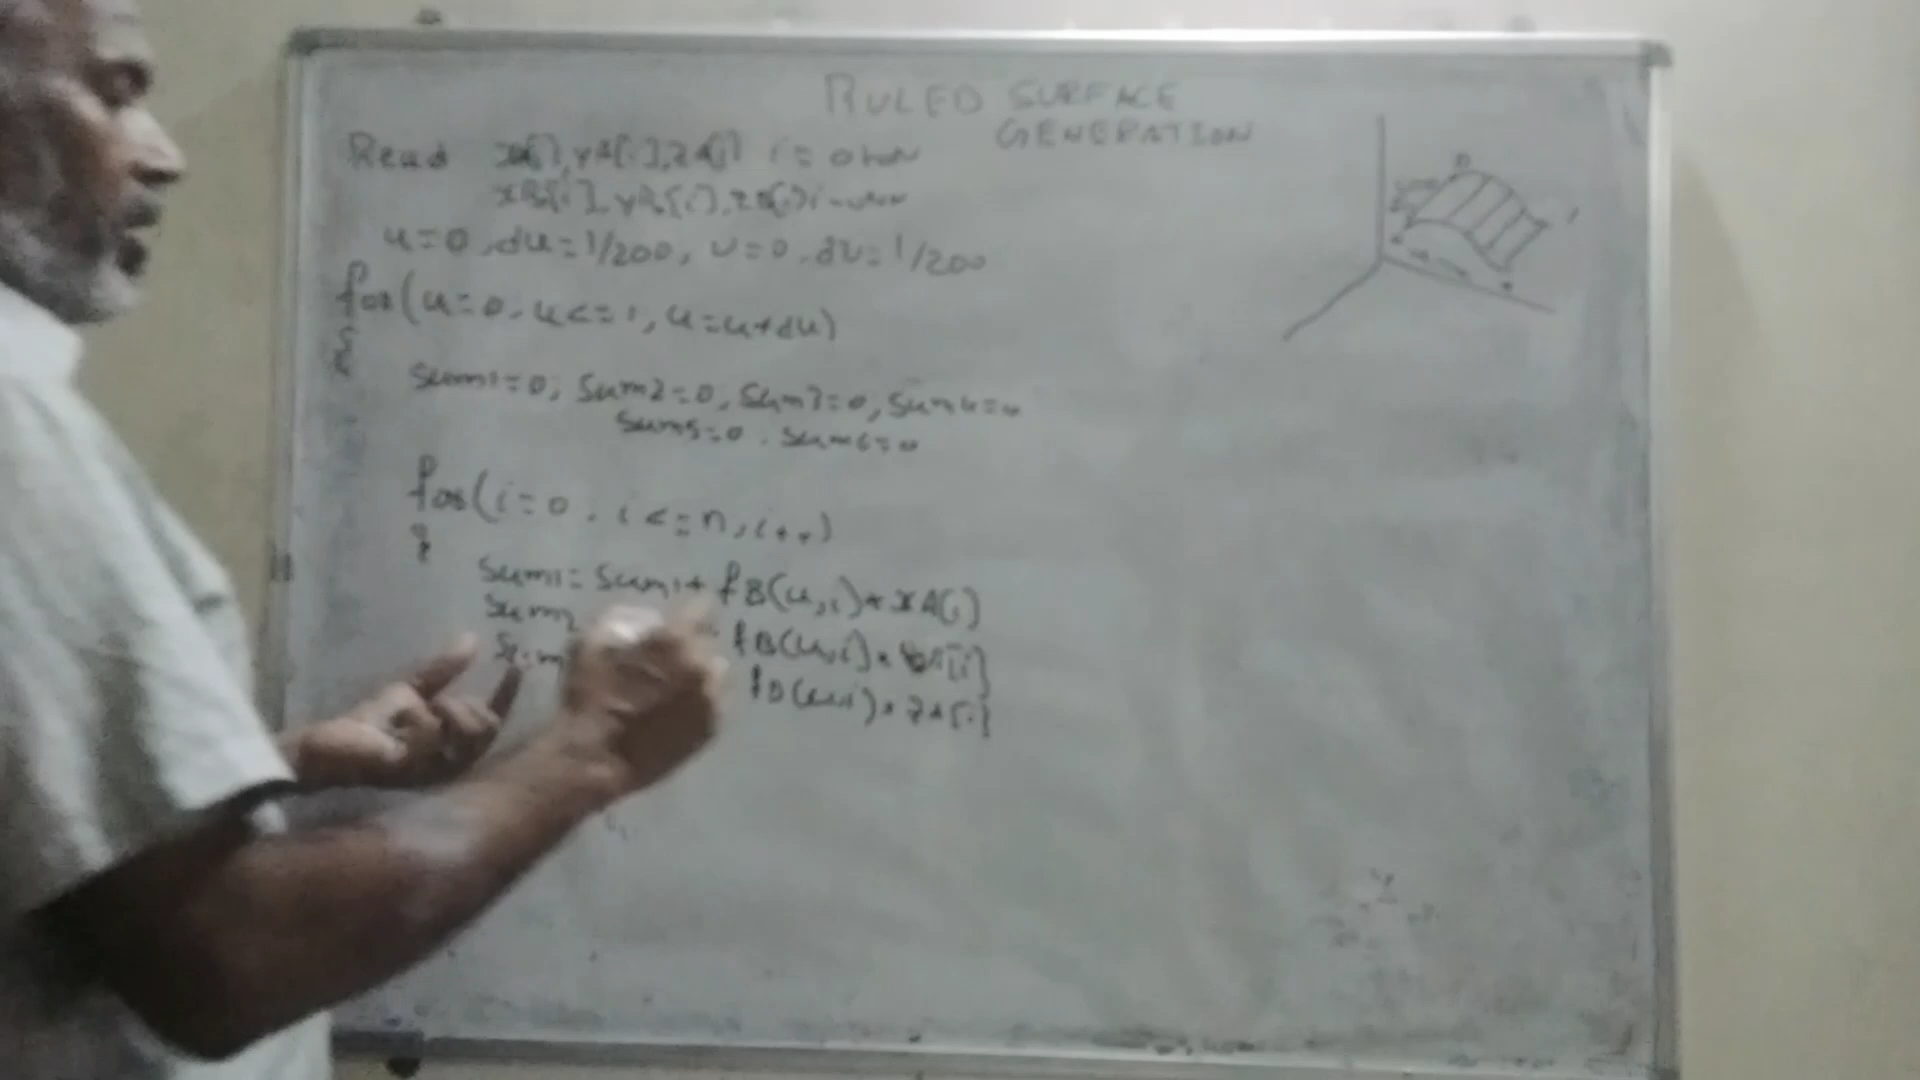 RULED SURFACE
GENERATION
Read xA[i], yA[i], zA[i] i = 0 to n
xB[i], yB[i], zB[i] i = 0 to n
u = 0, du = 1/200, v = 0, dv = 1/200
for (u = 0, u <= 1, u = u + du)
{
sum1 = 0, sum2 = 0, sum3 = 0, sum4 = 0
sum5 = 0, sum6 = 0
for (i = 0, i <= n, i++)
{
sum1 = sum1 + fB(u,i) * xA[i]
sum2 fB(u,i) * yA[i]
sum fB(u,i) * zA[i]